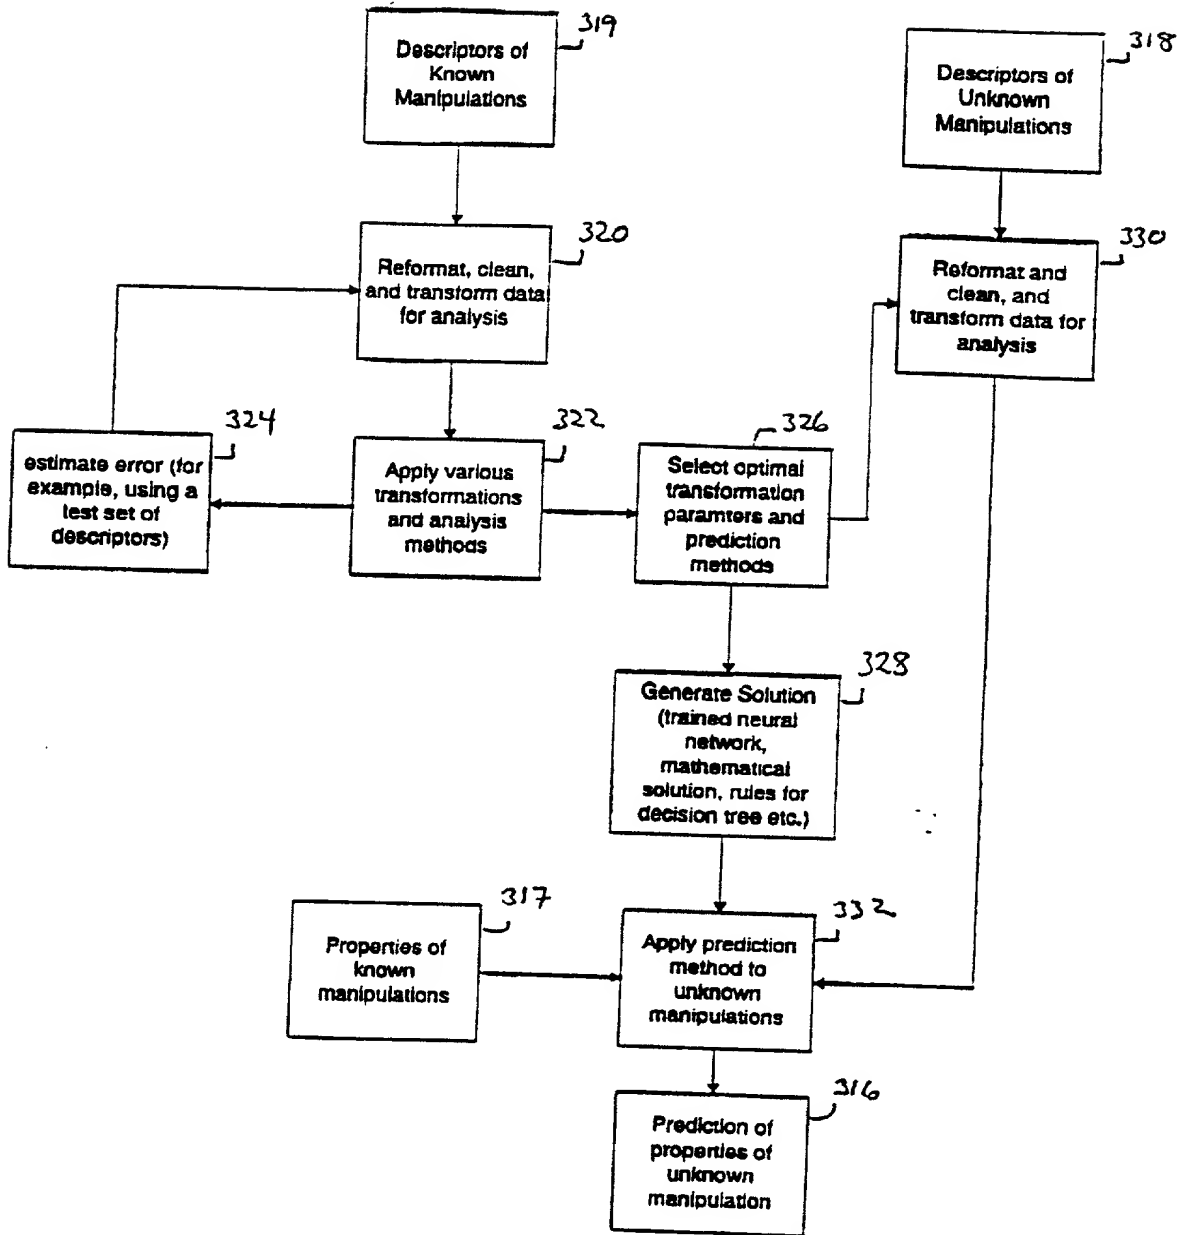 319
Descriptors of
Known
Manipulations
318
Descriptors of
Unknown
Manipulations
320
Reformat, clean,
and transform data
for analysis
330
Reformat and
clean, and
transform data for
analysis
324
estimate error (for
example, using a
test set of
descriptors)
322
Apply various
transformations
and analysis
methods
326
Select optimal
transformation
paramters and
prediction
methods
328
Generate Solution
(trained neural
network,
mathematical
solution, rules for
decision tree etc.)
317
Properties of
known
manipulations
332
Apply prediction
method to
unknown
manipulations
316
Prediction of
properties of
unknown
manipulation